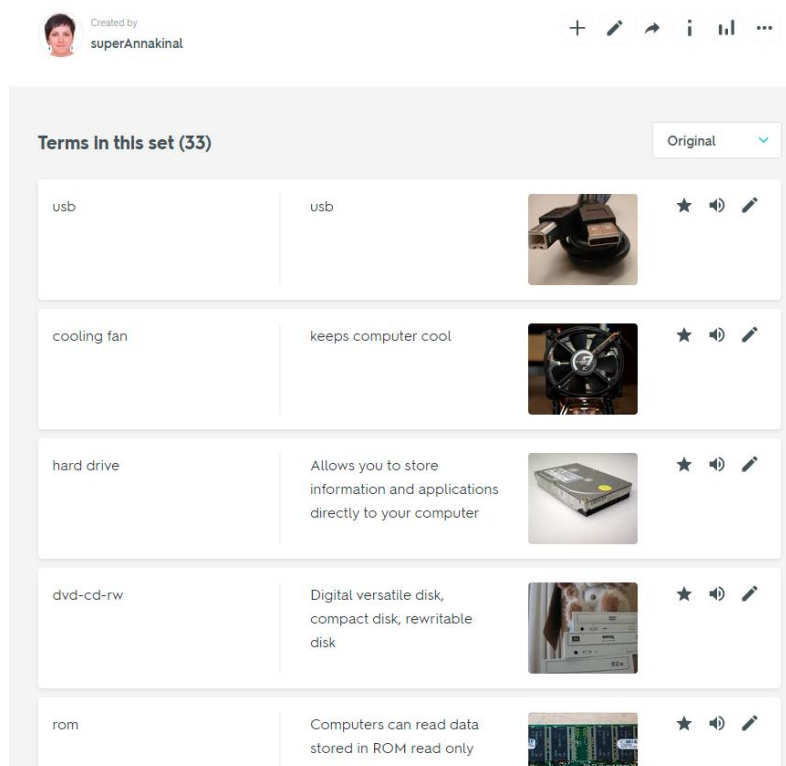 Created by
superAnnakinal
Terms in this set (33)
Original
usb
usb
cooling fan
keeps computer cool
hard drive
Allows you to store
information and applications
directly to your computer
dvd-cd-rw
Digital versatile disk,
compact disk, rewritable
disk
rom
Computers can read data
stored in ROM read only